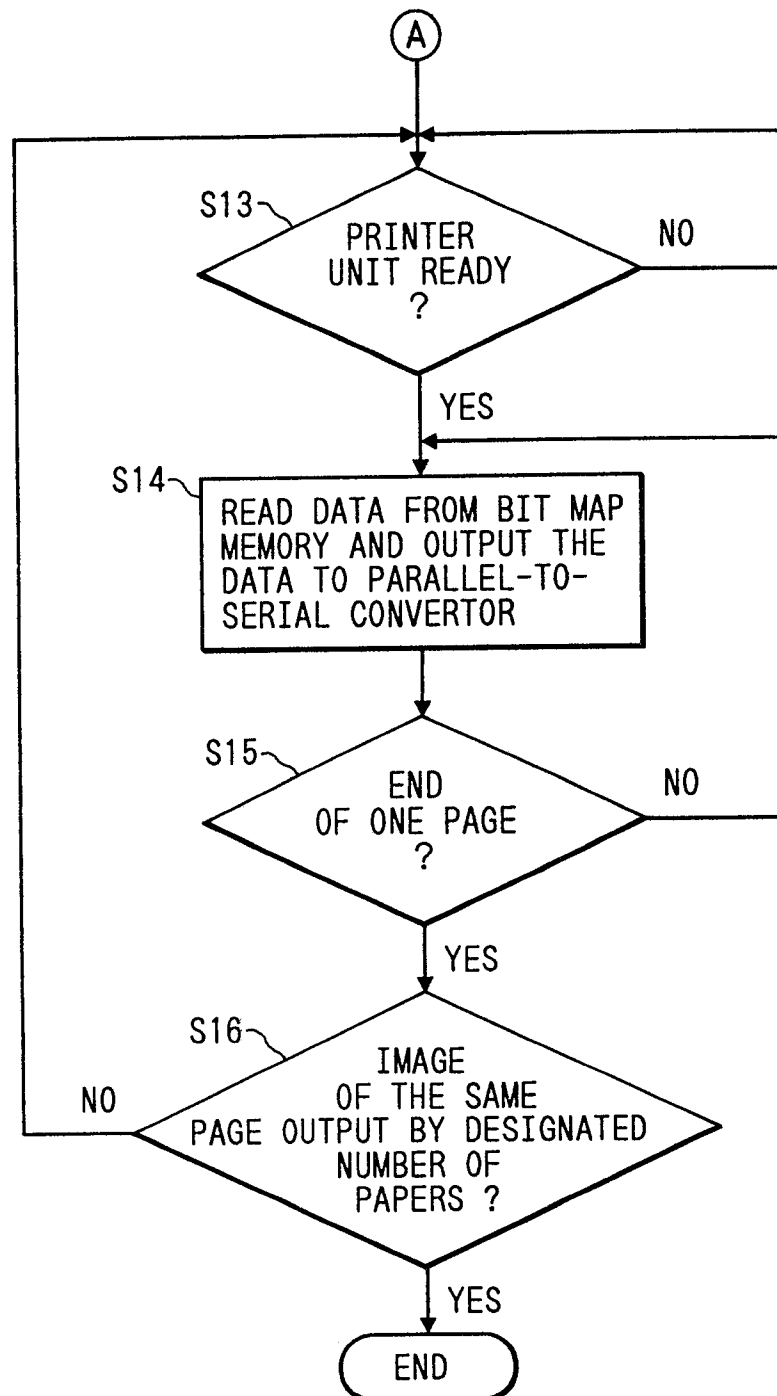 A
S13
PRINTER
UNIT READY
?
NO
YES
S14
READ DATA FROM BIT MAP
MEMORY AND OUTPUT THE
DATA TO PARALLEL-TO-
SERIAL CONVERTOR
S15
END
OF ONE PAGE
?
NO
YES
S16
IMAGE
OF THE SAME
PAGE OUTPUT BY DESIGNATED
NUMBER OF
PAPERS ?
NO
YES
END